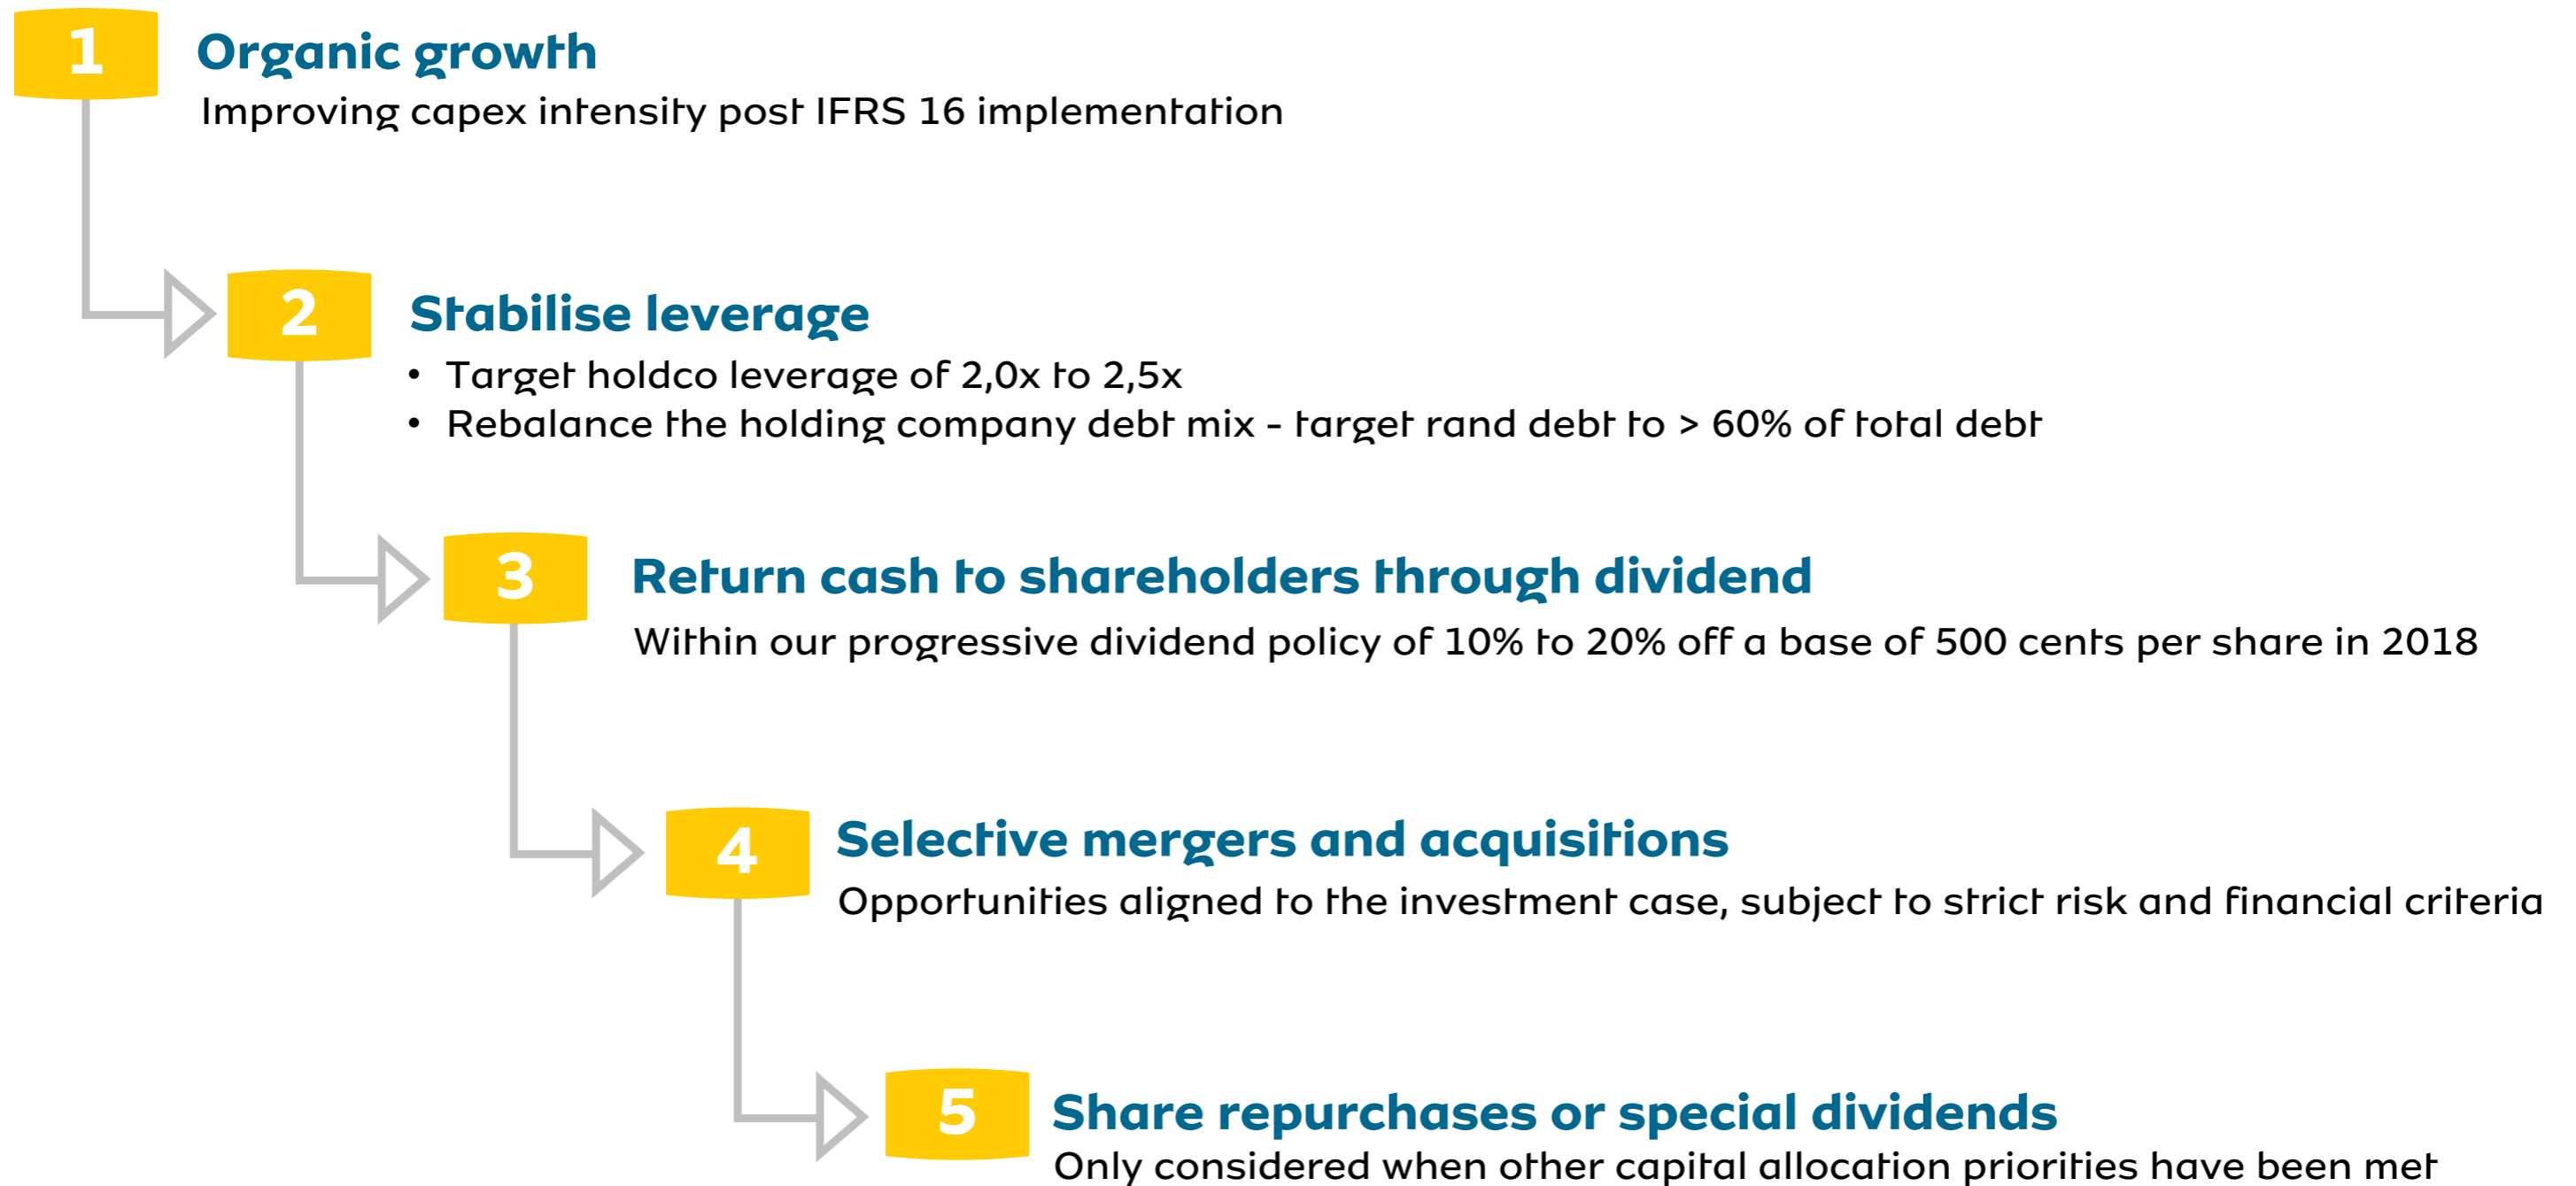 1
Organic growth
Improving capex intensity post IFRS 16 implementation
2
Stabilise leverage
• Target holdco leverage of 2,0x to 2,5x
• Rebalance the holding company debt mix - target rand debt to > 60% of total debt
3
Return cash to shareholders through dividend
Within our progressive dividend policy of 10% to 20% off a base of 500 cents per share in 2018
4
Selective mergers and acquisitions
Opportunities aligned to the investment case, subject to strict risk and financial criteria
5
Share repurchases or special dividends
Only considered when other capital allocation priorities have been met